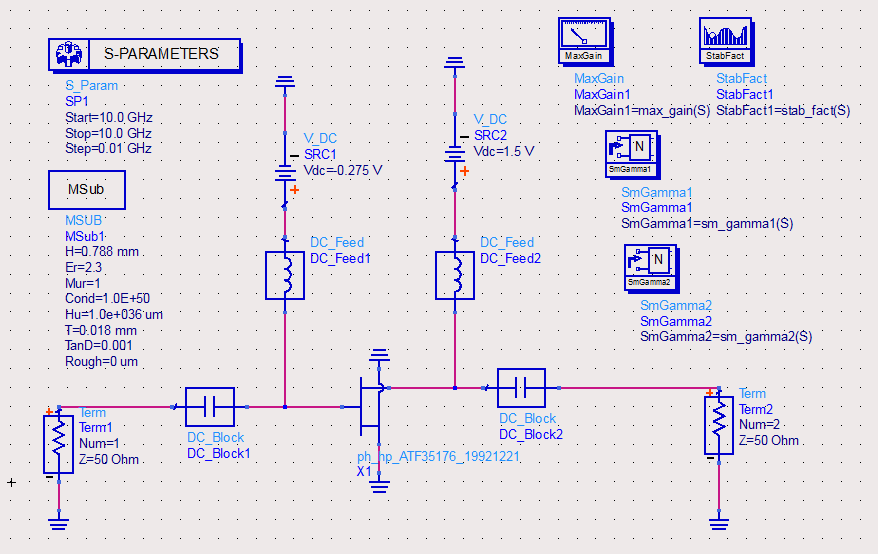 S-PARAMETERS
S_Param
SP1
Start=10.0 GHz
Stop=10.0 GHz
Step=0.01 GHz
MSub
MSUB
MSub1
H=0.788 mm
Er=2.3
Mur=1
Cond=1.0E+50
Hu=1.0e+036 um
T=0.018 mm
TanD=0.001
Rough=0 um
V_DC
SRC1
Vdc=-0.275 V
V_DC
SRC2
Vdc=1.5 V
MaxGain
MaxGain
MaxGain1
MaxGain1=max_gain(S)
StabFact
StabFact
StabFact1
StabFact1=stab_fact(S)
N
SmGamma1
SmGamma1
SmGamma1
SmGamma1=sm_gamma1(S)
N
SmGamma2
SmGamma2
SmGamma2
SmGamma2=sm_gamma2(S)
DC_Feed
DC_Feed1
DC_Feed
DC_Feed2
Term
Term1
Num=1
Z=50 Ohm
DC_Block
DC_Block1
ph_hp_ATF35176_19921221
X1
DC_Block
DC_Block2
Term
Term2
Num=2
Z=50 Ohm